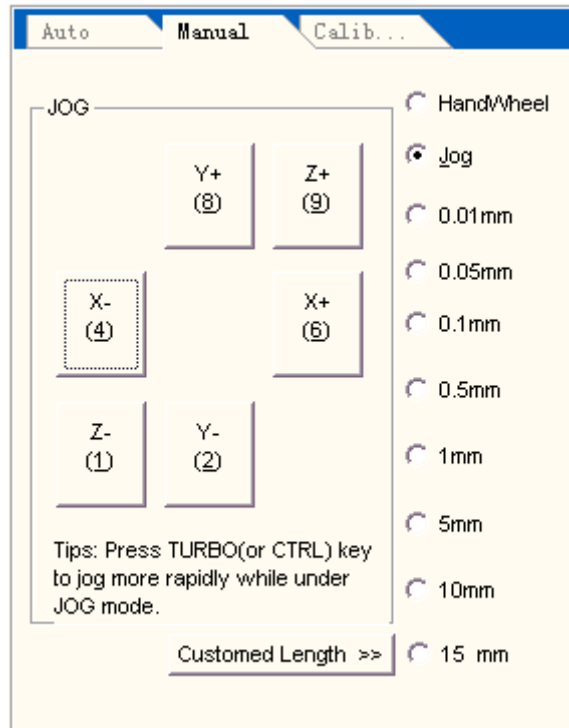 Auto
Manual
Calib...
JOG
HandWheel
Y+
(8)
Z+
(9)
Jog
0.01mm
0.05mm
X-
(4)
X+
(6)
0.1mm
0.5mm
Z-
(1)
Y-
(2)
1mm
5mm
Tips: Press TURBO(or CTRL) key
to jog more rapidly while under
JOG mode.
10mm
Customed Length >>
15 mm